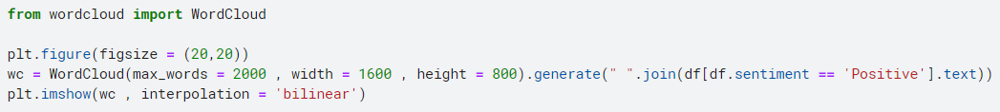 from wordcloud import WordCloud
plt.figure(figsize = (20,20))
wc = WordCloud(max_words = 2000 , width = 1600 , height = 800).generate(" ".join(df[df.sentiment == 'Positive'].text))
plt.imshow(wc , interpolation = 'bilinear')